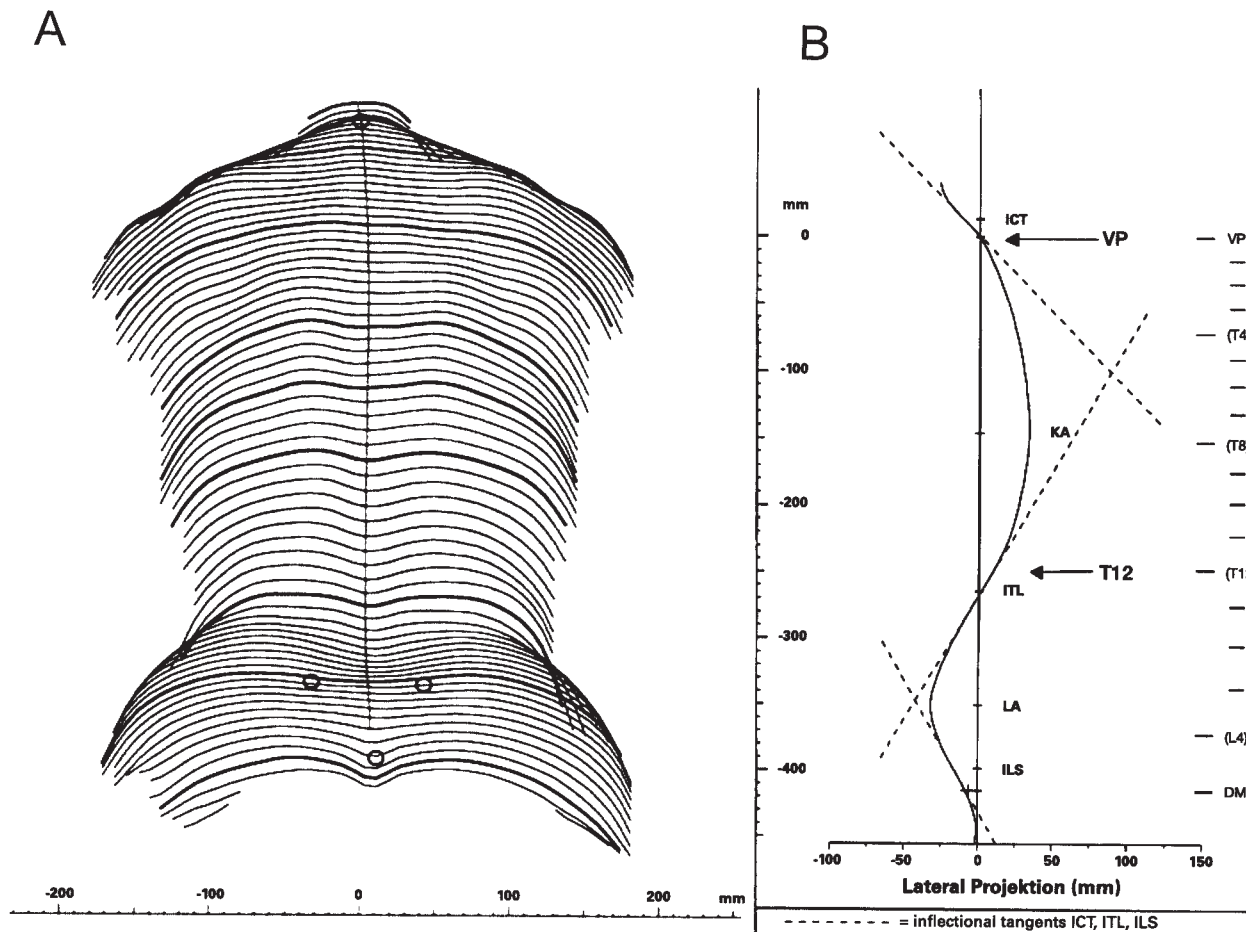 A
B
mm
0
-100
-200
-300
-400
ICT
VP
KA
T12
ITL
LA
ILS
VP
(T4
(T8
(T1
(L4)
DM
-100 -50 0 50 100 150
Lateral Projektion (mm)
-200 -100 0 100 200 mm
= inflectional tangents ICT, ITL, ILS